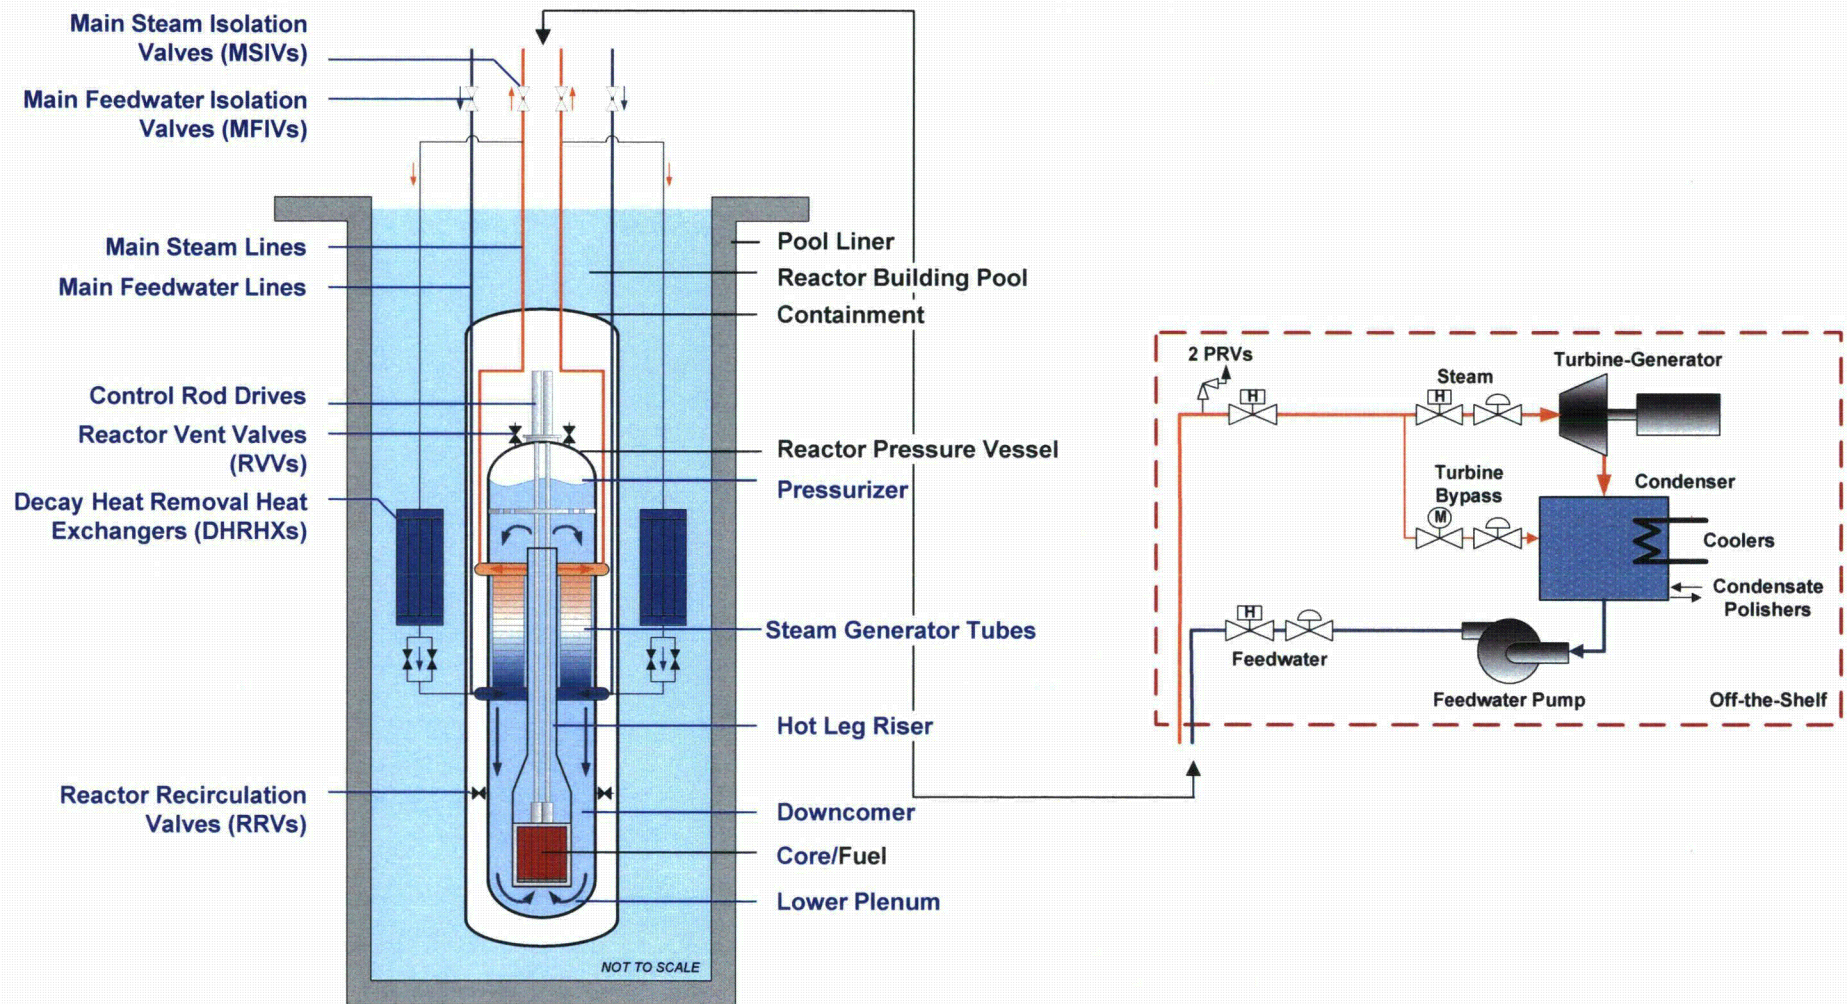 Main Steam Isolation
Valves (MSIVs)
Main Feedwater Isolation
Valves (MFIVs)
Main Steam Lines
Main Feedwater Lines
Control Rod Drives
Reactor Vent Valves
(RVVs)
Decay Heat Removal Heat
Exchangers (DHRHXs)
Reactor Recirculation
Valves (RRVs)
Pool Liner
Reactor Building Pool
Containment
Reactor Pressure Vessel
Pressurizer
Steam Generator Tubes
Hot Leg Riser
Downcomer
Core/Fuel
Lower Plenum
NOT TO SCALE
2 PRVs
H
Steam
H
Turbine-Generator
Turbine
Bypass
M
Condenser
Coolers
Condensate
Polishers
H
Feedwater
Feedwater Pump
Off-the-Shelf